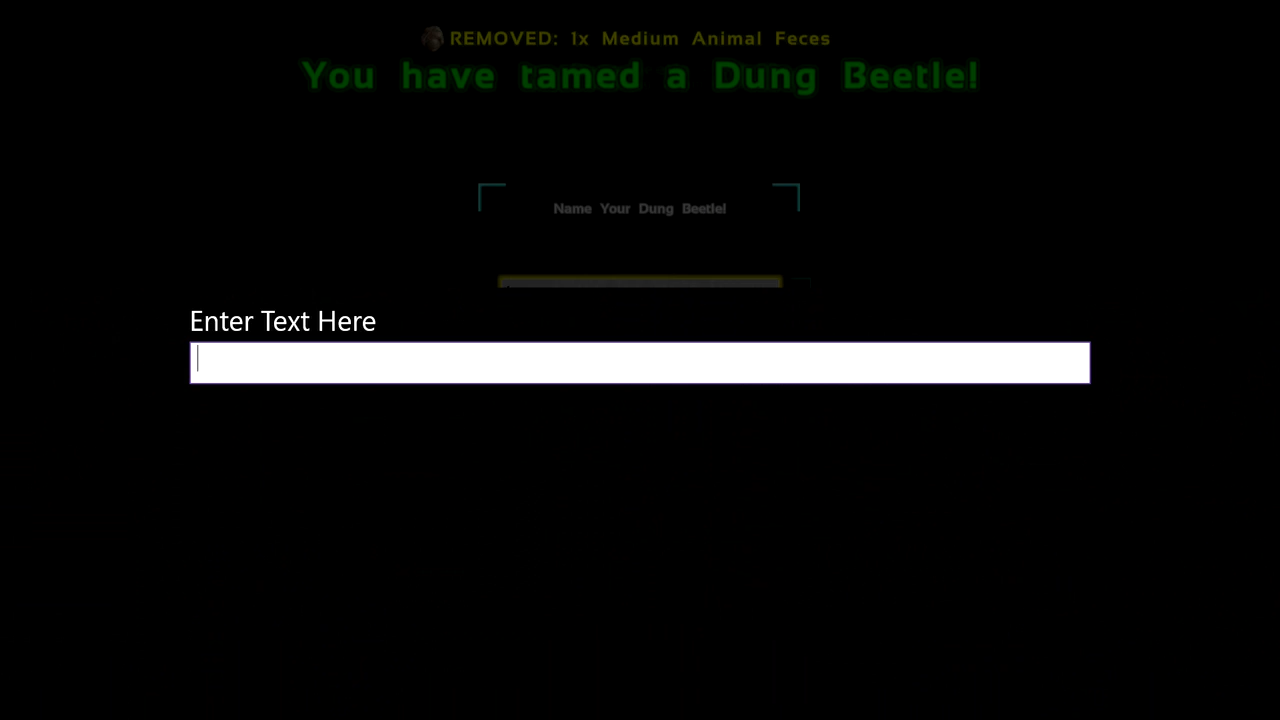 REMOVED: 1x Medium Animal Feces
You have tamed a Dung Beetle!
Name Your Dung Beetle!
Enter Text Here